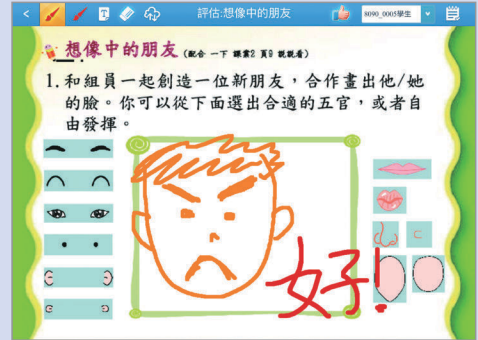 評估:想像中的朋友
8090_0005學生
想像中的朋友(配合 一下 課業2 頁9 說說看)
1. 和組員一起創造一位新朋友，合作畫出他/她
的臉。你可以從下面選出合適的五官，或者自
由發揮。
好!